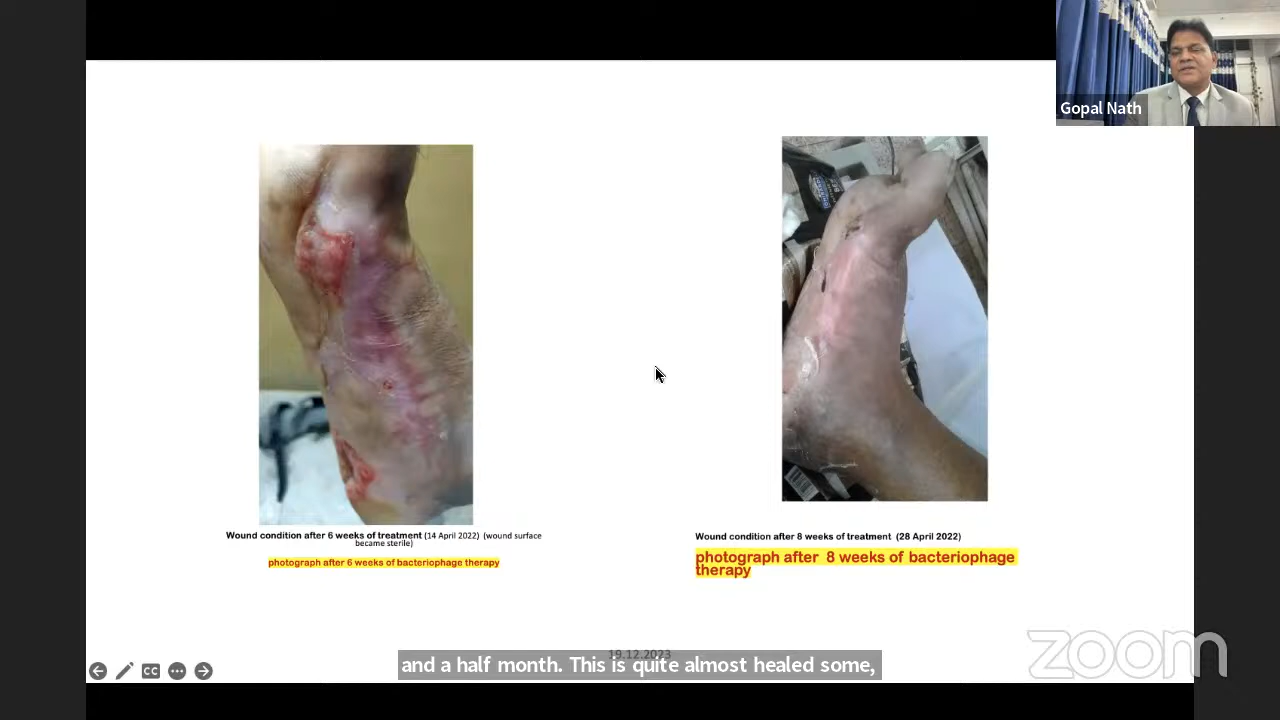 Gopal Nath
Wound condition after 6 weeks of treatment (14 April 2022) (wound surface
became sterile)
photograph after 6 weeks of bacteriophage therapy
Wound condition after 8 weeks of treatment (28 April 2022)
photograph after 8 weeks of bacteriophage
therapy
19.12.2023
and a half month. This is quite almost healed some,
CC
zoom